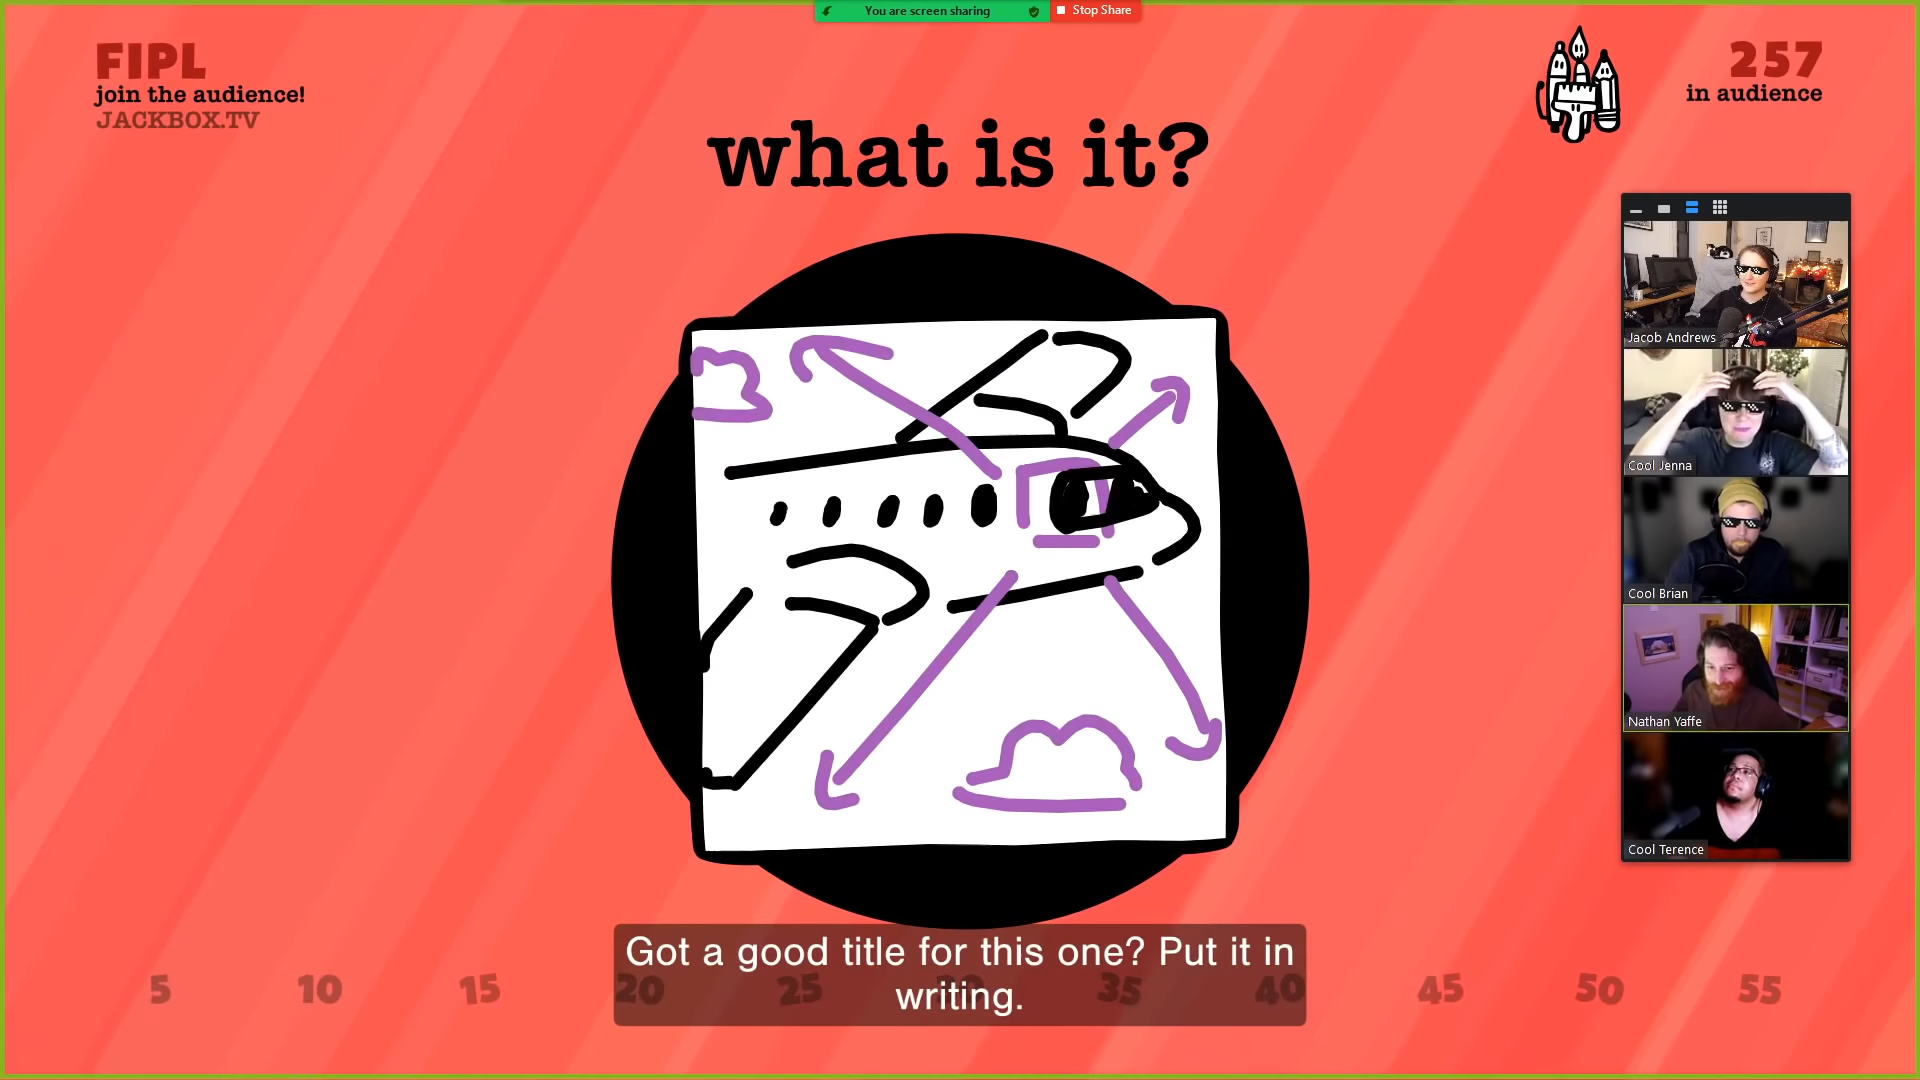 You are screen sharing
Stop Share
FIPL
join the audience!
JACKBOX.TV
257
in audience
what is it?
Jacob Andrews
Cool Jenna
Cool Brian
Nathan Yaffe
Cool Terence
Got a good title for this one? Put it in
writing.
5 10 15 20 25 30 35 40 45 50 55